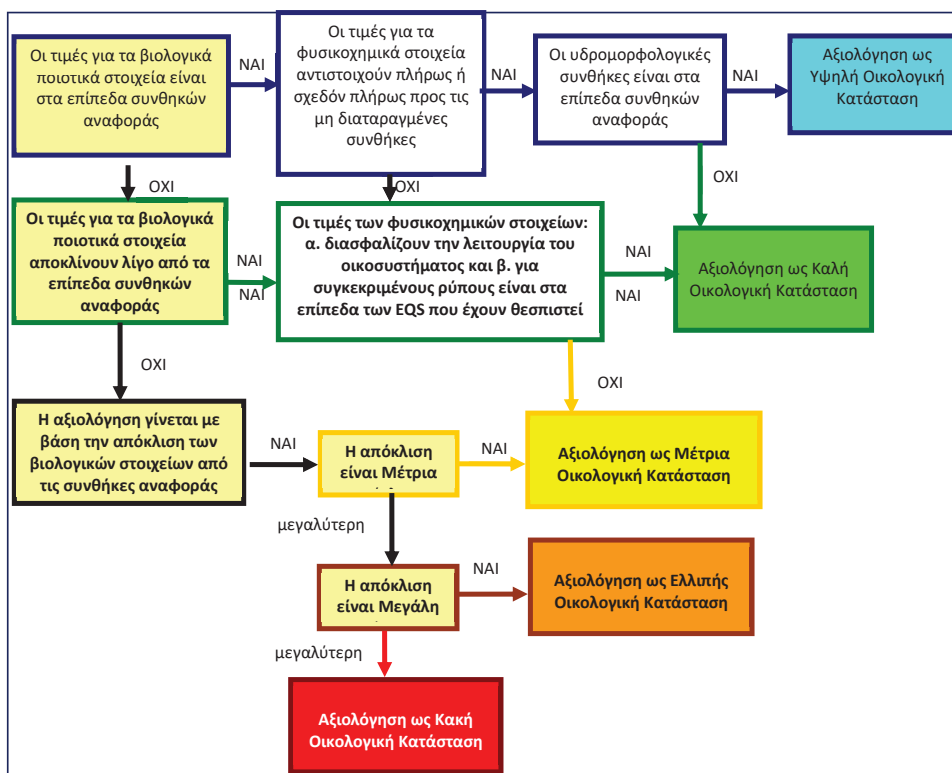 Οι τιμές για τα βιολογικά
ποιοτικά στοιχεία είναι
στα επίπεδα συνθηκών
αναφοράς
ΝΑΙ
Οι τιμές για τα
φυσικοχημικά στοιχεία
αντιστοιχούν πλήρως ή
σχεδόν πλήρως προς τις
μη διαταραγμένες
συνθήκες
ΝΑΙ
Οι υδρομορφολογικές
συνθήκες είναι στα
επίπεδα συνθηκών
αναφοράς
ΝΑΙ
Αξιολόγηση ως
Υψηλή Οικολογική
Κατάσταση
ΟΧΙ
ΟΧΙ
ΟΧΙ
Οι τιμές για τα βιολογικά
ποιοτικά στοιχεία
αποκλίνουν λίγο από τα
επίπεδα συνθηκών
αναφοράς
ΝΑΙ
ΝΑΙ
Οι τιμές των φυσικοχημικών στοιχείων:
α. διασφαλίζουν την λειτουργία του
οικοσυστήματος και β. για
συγκεκριμένους ρύπους είναι στα
επίπεδα των EQS που έχουν θεσπιστεί
ΝΑΙ
ΝΑΙ
Αξιολόγηση ως Καλή
Οικολογική Κατάσταση
ΟΧΙ
ΟΧΙ
Η αξιολόγηση γίνεται με
βάση την απόκλιση των
βιολογικών στοιχείων από
τις συνθήκες αναφοράς
ΝΑΙ
Η απόκλιση
είναι Μέτρια
ΝΑΙ
Αξιολόγηση ως Μέτρια
Οικολογική Κατάσταση
μεγαλύτερη
Η απόκλιση
είναι Μεγάλη
ΝΑΙ
Αξιολόγηση ως Ελλιπής
Οικολογική Κατάσταση
μεγαλύτερη
Αξιολόγηση ως Κακή
Οικολογική Κατάσταση